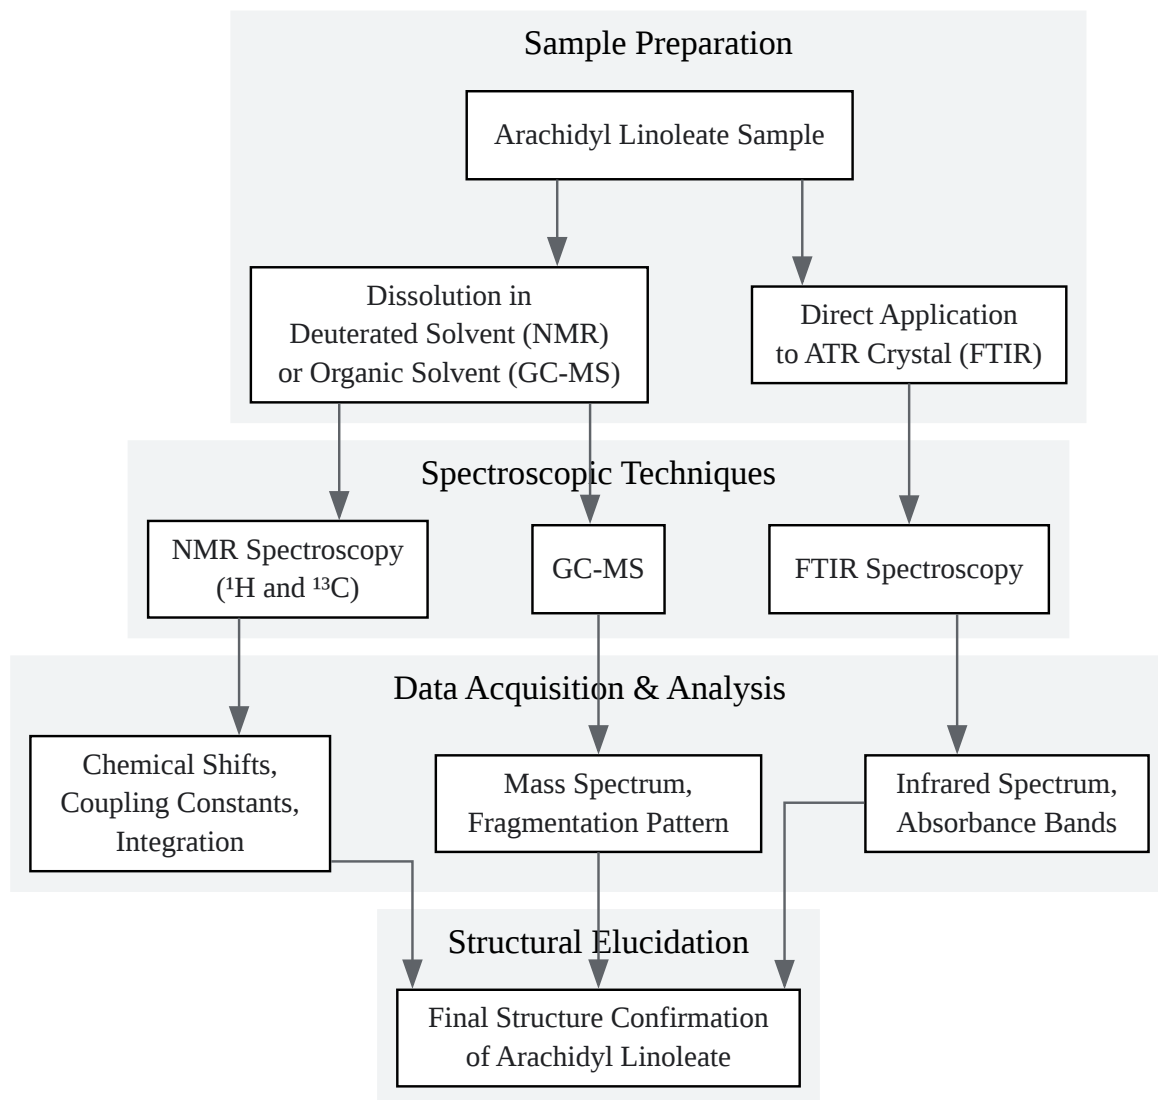 Sample Preparation
Arachidyl Linoleate Sample
Dissolution in
Deuterated Solvent (NMR)
or Organic Solvent (GC-MS)
Direct Application
to ATR Crystal (FTIR)
Spectroscopic Techniques
NMR Spectroscopy
(¹H and ¹³C)
GC-MS
FTIR Spectroscopy
Data Acquisition & Analysis
Chemical Shifts,
Coupling Constants,
Integration
Mass Spectrum,
Fragmentation Pattern
Infrared Spectrum,
Absorbance Bands
Structural Elucidation
Final Structure Confirmation
of Arachidyl Linoleate